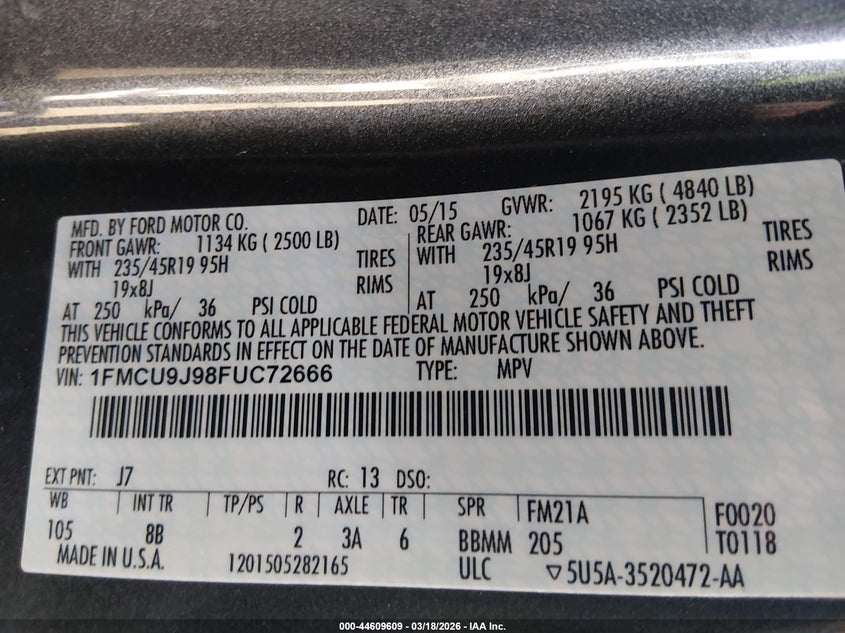 MFD. BY FORD MOTOR CO. DATE: 05/15 GVWR: 2195 KG ( 4840 LB)
FRONT GAWR: 1134 KG ( 2500 LB) REAR GAWR: 1067 KG ( 2352 LB)
WITH 235/45R19 95H TIRES WITH 235/45R19 95H TIRES
19x8J RIMS 19x8J RIMS
AT 250 kPa/ 36 PSI COLD AT 250 kPa/ 36 PSI COLD
THIS VEHICLE CONFORMS TO ALL APPLICABLE FEDERAL MOTOR VEHICLE SAFETY AND THEFT
PREVENTION STANDARDS IN EFFECT ON THE DATE OF MANUFACTURE SHOWN ABOVE.
VIN: 1FMCU9J98FUC72666 TYPE: MPV
EXT PNT: J7 RC: 13 DSO:
WB INT TR TP/PS R AXLE TR SPR FM21A F0020
105 8B 2 3A 6 BBMM 205 T0118
MADE IN U.S.A. 1201505282165 ULC ▽5U5A-3520472-AA
000-44609609 - 03/18/2026 - IAA Inc.